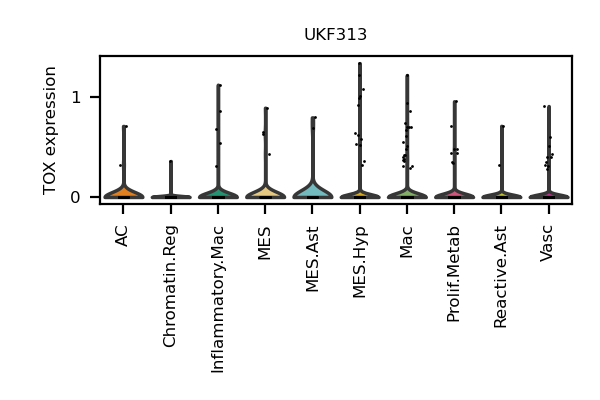 UKF313
TOX expression
1
0
AC
Chromatin.Reg
Inflammatory.Mac
MES
MES.Ast
MES.Hyp
Mac
Prolif.Metab
Reactive.Ast
Vasc